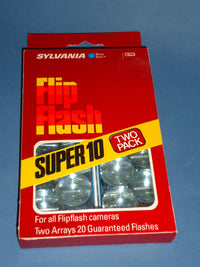 SYLVANIA
Flip
Flash
SUPER 10
TWO
PACK
For all Flipflash cameras
Two Arrays 20 Guaranteed Flashes